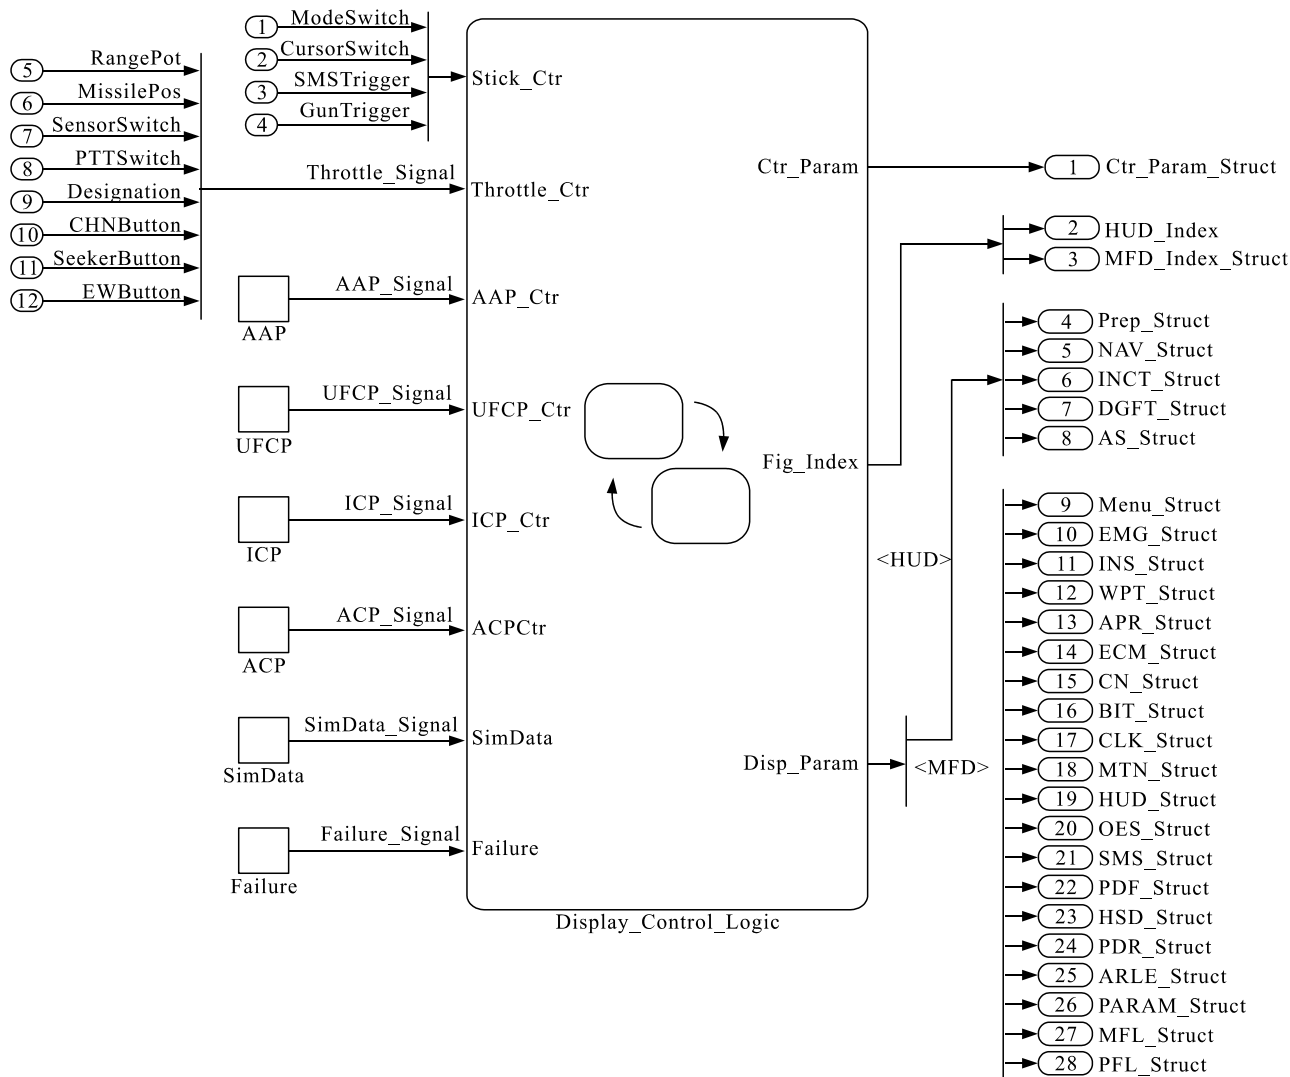 1 ModeSwitch
2 CursorSwitch
3 SMSTrigger
4 GunTrigger
5 RangePot
6 MissilePos
7 SensorSwitch
8 PTTSwitch
9 Designation
10 CHNButton
11 SeekerButton
12 EWButton
Throttle_Signal
AAP_Signal
AAP
UFCP_Signal
UFCP
ICP_Signal
ICP
ACP_Signal
ACP
SimData_Signal
SimData
Failure_Signal
Failure
Stick_Ctr
Throttle_Ctr
AAP_Ctr
UFCP_Ctr
ICP_Ctr
ACPCtr
SimData
Failure
Ctr_Param
Fig_Index
Disp_Param
Display_Control_Logic
<HUD>
<MFD>
1 Ctr_Param_Struct
2 HUD_Index
3 MFD_Index_Struct
4 Prep_Struct
5 NAV_Struct
6 INCT_Struct
7 DGFT_Struct
8 AS_Struct
9 Menu_Struct
10 EMG_Struct
11 INS_Struct
12 WPT_Struct
13 APR_Struct
14 ECM_Struct
15 CN_Struct
16 BIT_Struct
17 CLK_Struct
18 MTN_Struct
19 HUD_Struct
20 OES_Struct
21 SMS_Struct
22 PDF_Struct
23 HSD_Struct
24 PDR_Struct
25 ARLE_Struct
26 PARAM_Struct
27 MFL_Struct
28 PFL_Struct